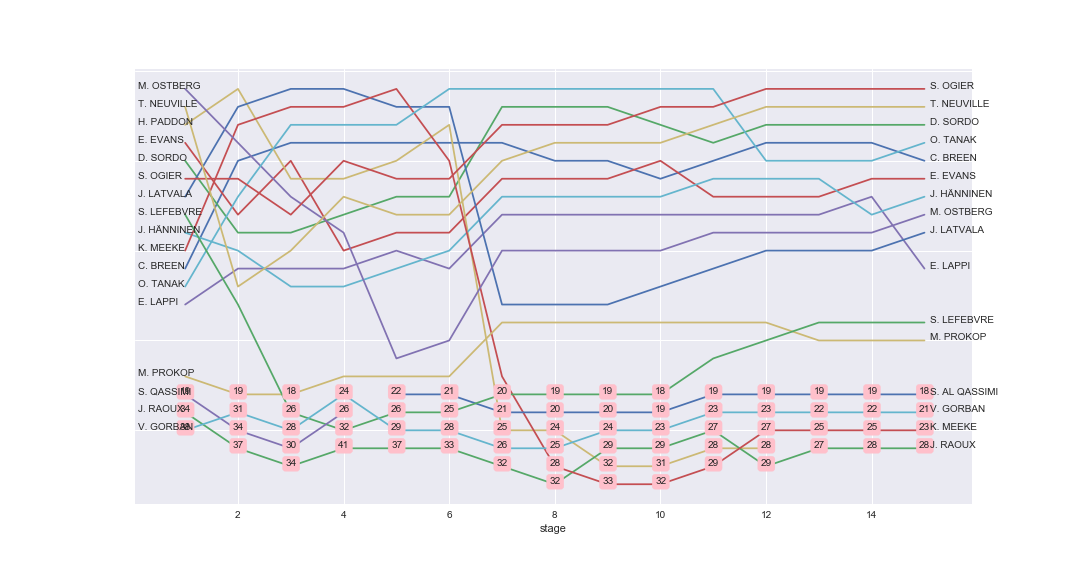 M. OSTBERG S. OGIER
T. NEUVILLE T. NEUVILLE
H. PADDON D. SORDO
E. EVANS O. TANAK
D. SORDO C. BREEN
S. OGIER E. EVANS
J. LATVALA J. HÄNNINEN
S. LEFEBVRE M. OSTBERG
J. HÄNNINEN J. LATVALA
K. MEEKE
C. BREEN E. LAPPI
O. TANAK
E. LAPPI
S. LEFEBVRE
M. PROKOP
M. PROKOP
S. QASSIMI 19 18 24 22 21 20 19 19 18 19 19 19 19 18 S. AL QASSIMI
J. RAOUX 34 31 26 26 26 25 21 20 20 19 23 23 22 22 21 V. GORBAN
V. GORBAN 34 28 32 29 28 25 24 24 23 27 27 25 25 23 K. MEEKE
37 30 41 37 33 26 25 29 29 28 28 27 28 28 J. RAOUX
34 32 28 32 31 29 29
32 33 32
2 4 6 8 10 12 14
stage